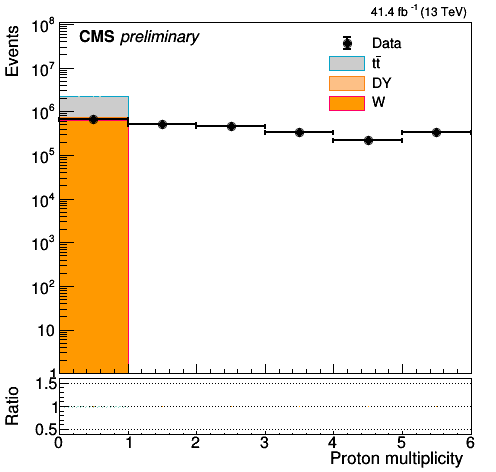 41.4 fb⁻¹ (13 TeV)
CMS preliminary
Events
10⁸
10⁷
10⁶
10⁵
10⁴
10³
10²
10
1
Data
tt̄
DY
W
Ratio
1.5
1
0.5
0 1 2 3 4 5 6
Proton multiplicity